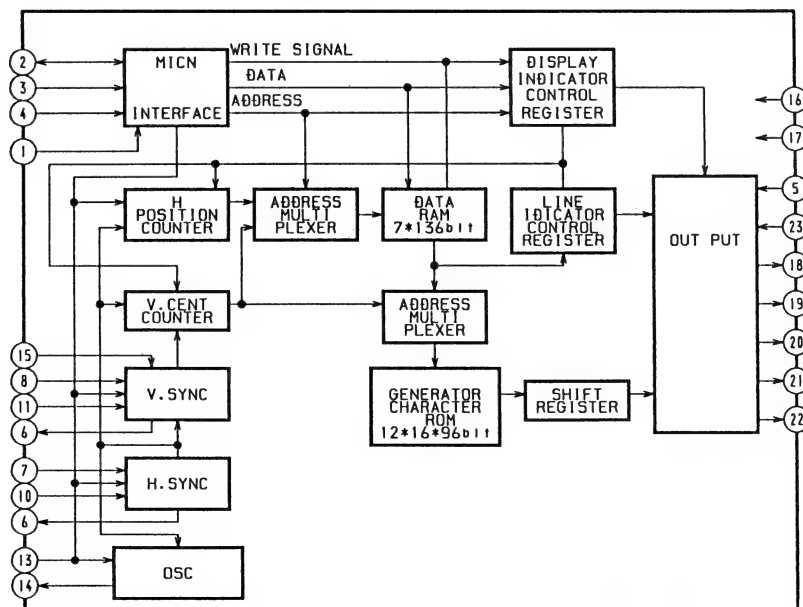 WRITE SIGNAL
2
MICN
DISPLAY
INDICATOR
CONTROL
REGISTER
3
DATA
16
4
INTERFACE
ADDRESS
17
1
5
H
POSITION
COUNTER
ADDRESS
MULTI
PLEXER
DATA
RAM
7*136bit
LINE
IDICATOR
CONTROL
REGISTER
OUT PUT
23
18
V.CENT
COUNTER
ADDRESS
MULTI
PLEXER
19
20
15
8
V.SYNC
11
6
GENERATOR
CHARACTER
ROM
12*16*96bit
SHIFT
REGISTER
21
22
7
H.SYNC
10
6
13
OSC
14